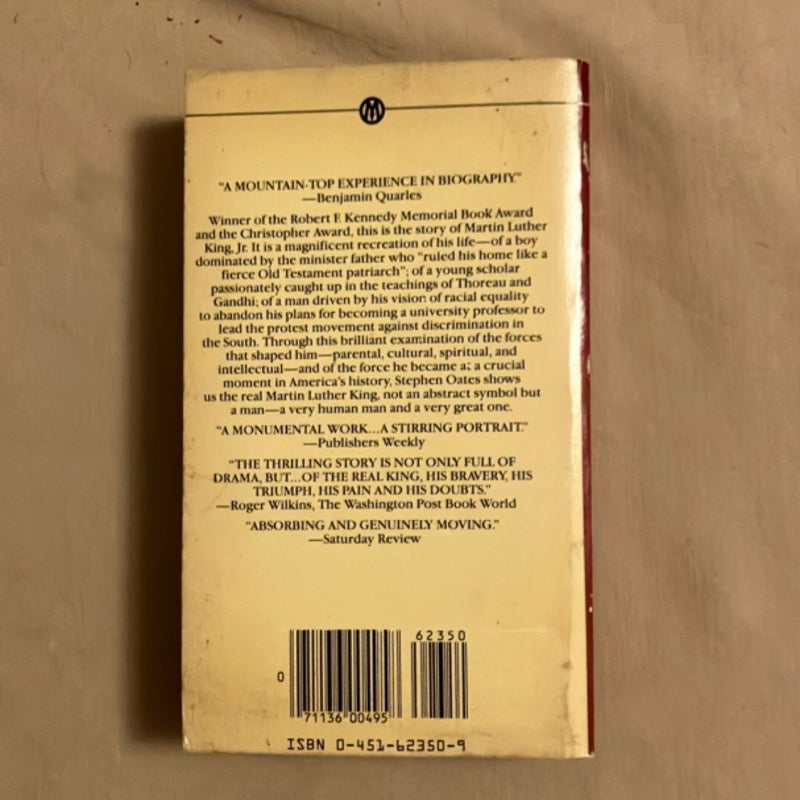 M
"A MOUNTAIN-TOP EXPERIENCE IN BIOGRAPHY."
—Benjamin Quarles
Winner of the Robert F. Kennedy Memorial Book Award
and the Christopher Award, this is the story of Martin Luther
King, Jr. It is a magnificent recreation of his life—of a boy
dominated by the minister father who "ruled his home like a
fierce Old Testament patriarch"; of a young scholar
passionately caught up in the teachings of Thoreau and
Gandhi; of a man driven by his vision of racial equality
to abandon his plans for becoming a university professor to
lead the protest movement against discrimination in
the South. Through this brilliant examination of the forces
that shaped him—parental, cultural, spiritual, and
intellectual—and of the force he became at a crucial
moment in America's history, Stephen Oates shows
us the real Martin Luther King, not an abstract symbol but
a man—a very human man and a very great one.
"A MONUMENTAL WORK...A STIRRING PORTRAIT."
—Publishers Weekly
"THE THRILLING STORY IS NOT ONLY FULL OF
DRAMA, BUT...OF THE REAL KING, HIS BRAVERY, HIS
TRIUMPH, HIS PAIN AND HIS DOUBTS."
—Roger Wilkins, The Washington Post Book World
"ABSORBING AND GENUINELY MOVING."
—Saturday Review
62350
0
71136 00495
ISBN 0-451-62350-9